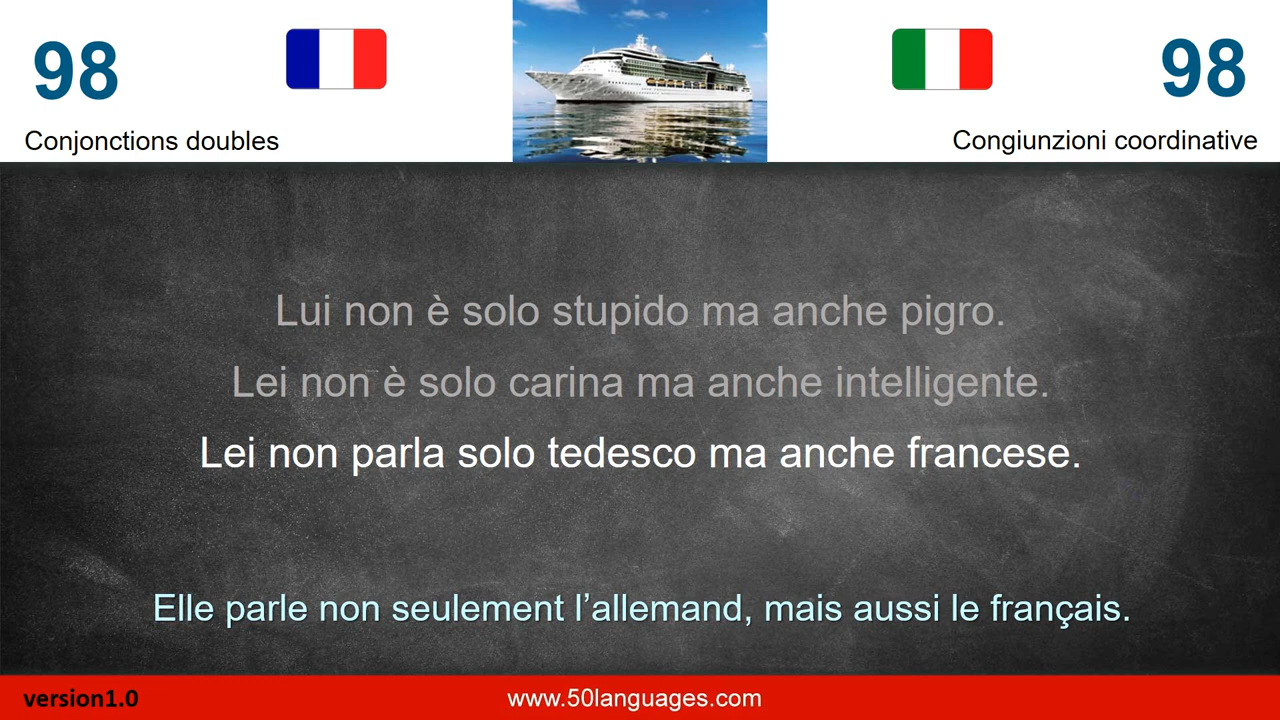 98
98
Conjonctions doubles
Congiunzioni coordinative
Lui non è solo stupido ma anche pigro.
Lei non è solo carina ma anche intelligente.
Lei non parla solo tedesco ma anche francese.
Elle parle non seulement l’allemand, mais aussi le français.
version1.0
www.50languages.com